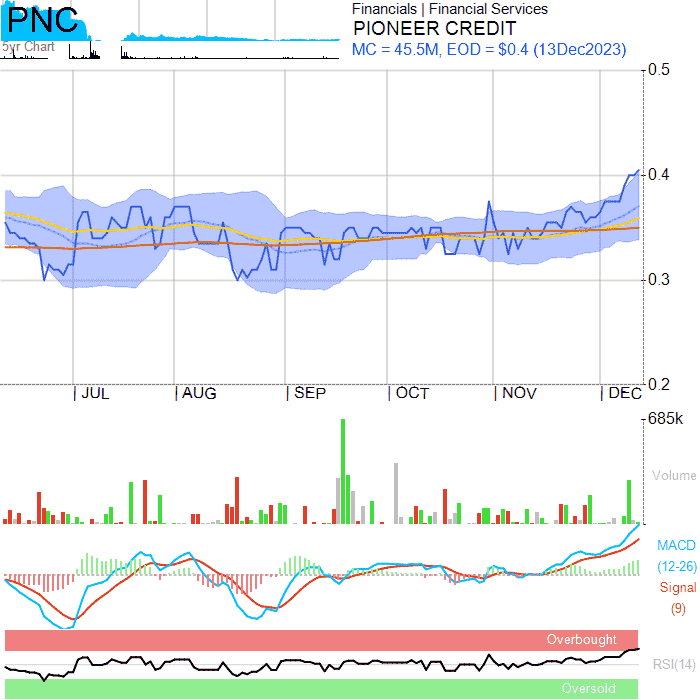 PNC
5yr Chart
Financials | Financial Services
PIONEER CREDIT
MC = 45.5M, EOD = $0.4 (13Dec2023)
0.5
0.4
0.3
0.2
| JUL | AUG | SEP | OCT | NOV | DEC
685k
Volume
MACD
(12-26)
Signal
(9)
Overbought
RSI(14)
Oversold